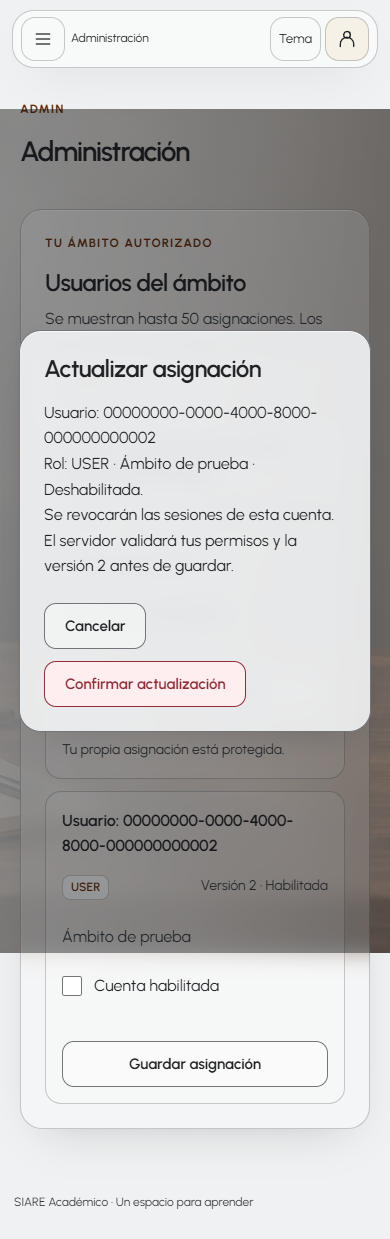 Administración
Tema
ADMIN
Administración
TU ÁMBITO AUTORIZADO
Usuarios del ámbito
Se muestran hasta 50 asignaciones. Los
Actualizar asignación
Usuario: 00000000-0000-4000-8000-
000000000002
Rol: USER · Ámbito de prueba ·
Deshabilitada.
Se revocarán las sesiones de esta cuenta.
El servidor validará tus permisos y la
versión 2 antes de guardar.
Cancelar
Confirmar actualización
Tu propia asignación está protegida.
Usuario: 00000000-0000-4000-
8000-000000000002
USER
Versión 2 · Habilitada
Ámbito de prueba
Cuenta habilitada
Guardar asignación
SIARE Académico · Un espacio para aprender